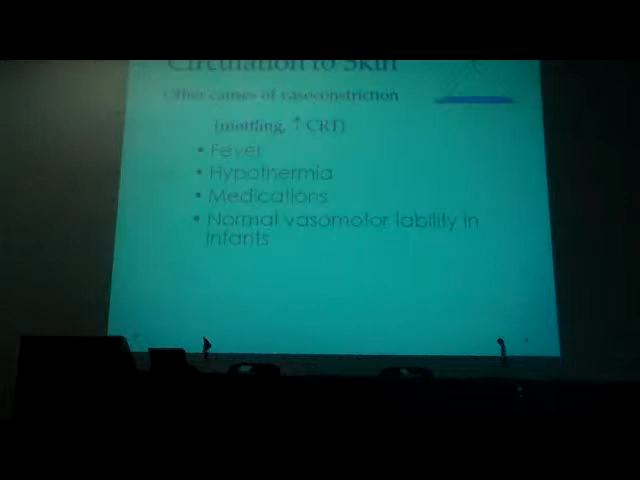 Circulation to Skin
Other causes of vasoconstriction
(mottling, ↑ CRT)
• Fever
• Hypothermia
• Medications
• Normal vasomotor lability in
infants